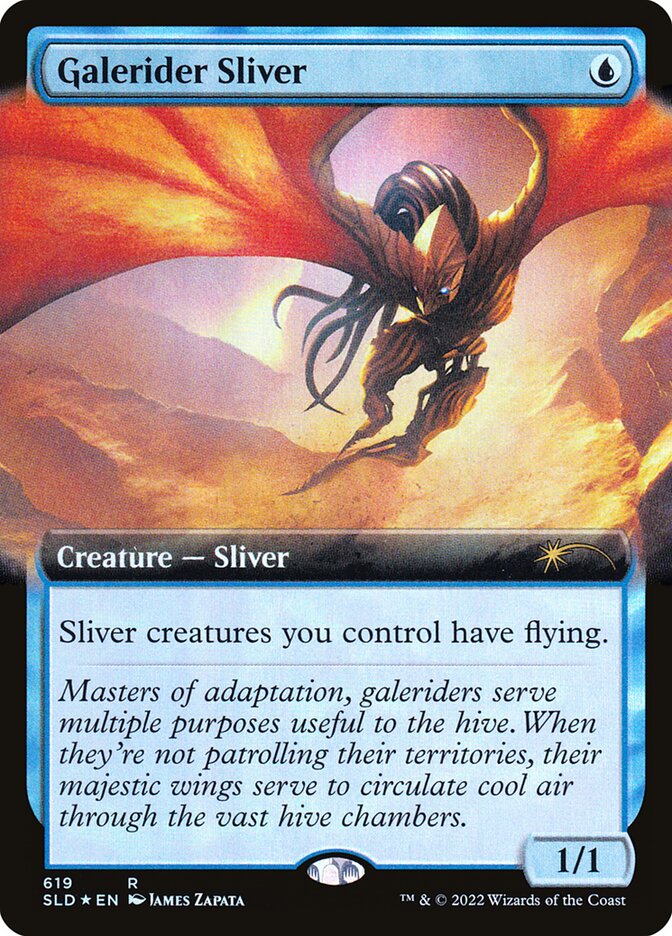 Galerider Sliver
Creature — Sliver
Sliver creatures you control have flying.
Masters of adaptation, galeriders serve
multiple purposes useful to the hive. When
they're not patrolling their territories, their
majestic wings serve to circulate cool air
through the vast hive chambers.
1/1
619 R
SLD ★ EN James Zapata
™ & © 2022 Wizards of the Coast